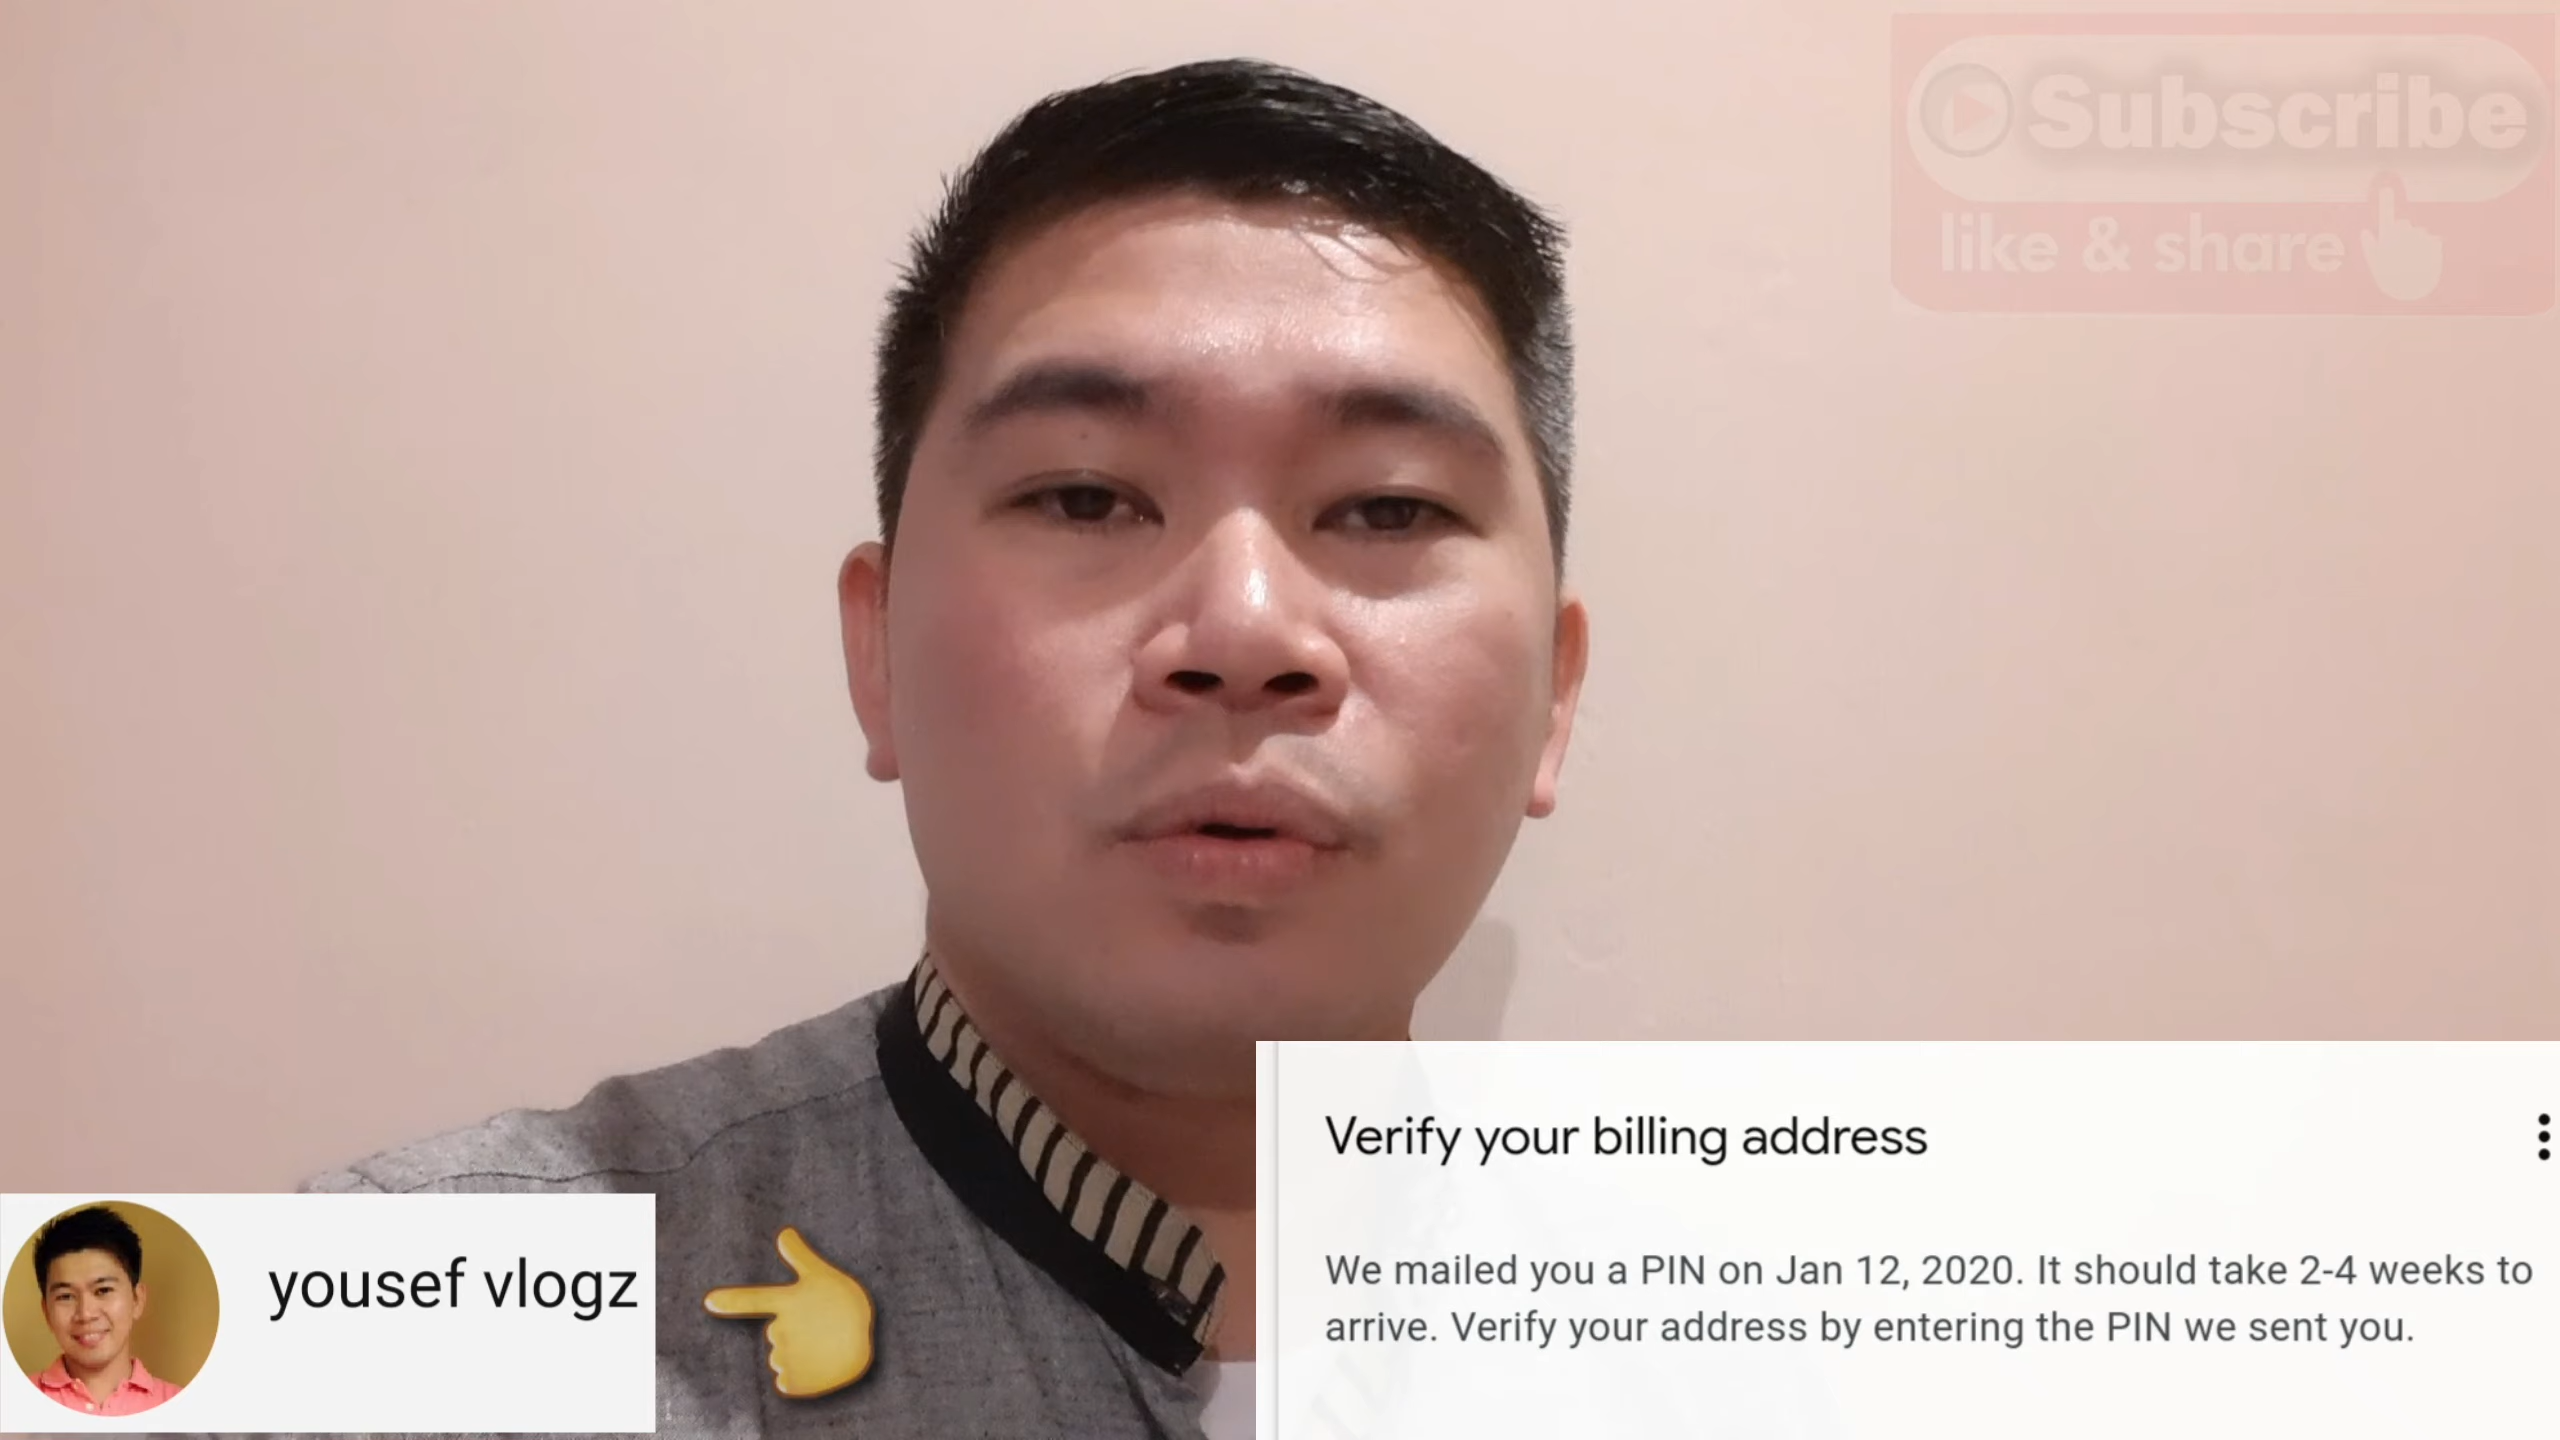 Subscribe
like & share
Verify your billing address
We mailed you a PIN on Jan 12, 2020. It should take 2-4 weeks to
arrive. Verify your address by entering the PIN we sent you.
yousef vlogz